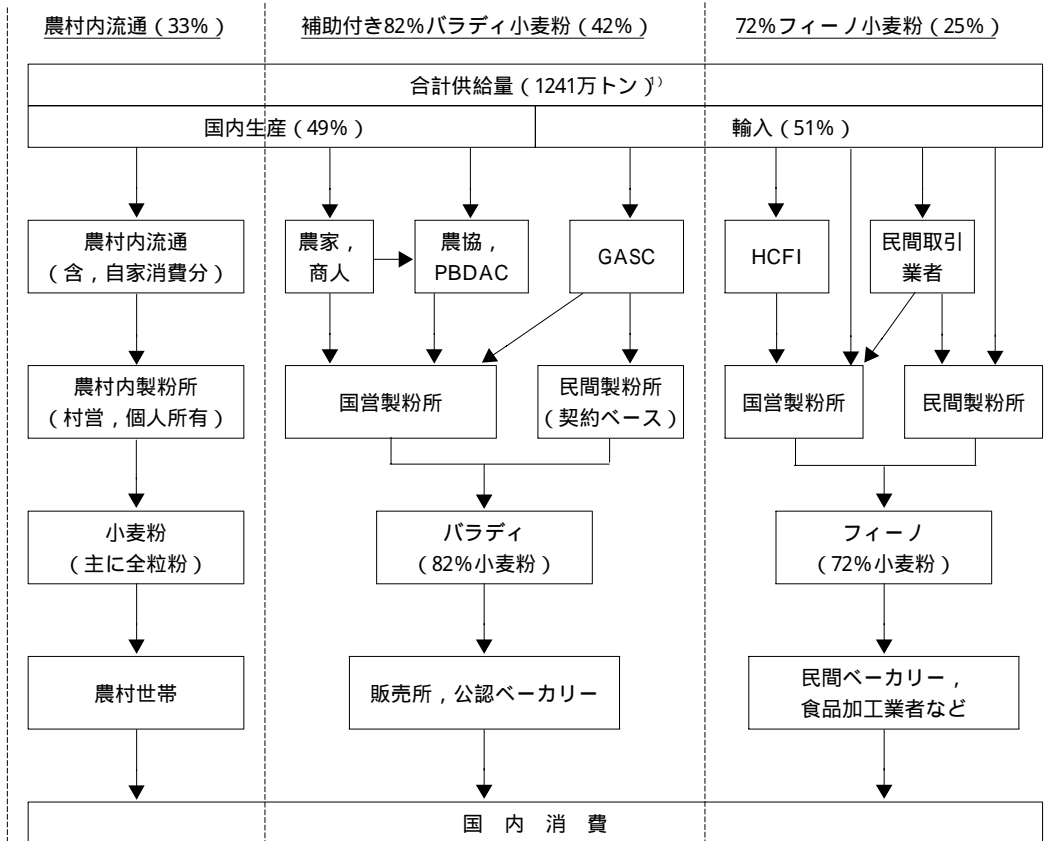 農村内流通（33%） 補助付き82%バラディ小麦粉（42%） 72%フィーノ小麦粉（25%）
合計供給量（1241万トン）1）
国内生産（49%） 輸入（51%）
農村内流通
（含，自家消費分）
農家，
商人
農協，
PBDAC
GASC
HCFI
民間取引
業者
農村内製粉所
（村営，個人所有）
国営製粉所
民間製粉所
（契約ベース）
国営製粉所
民間製粉所
小麦粉
（主に全粒粉）
バラディ
（82%小麦粉）
フィーノ
（72%小麦粉）
農村世帯
販売所，公認ベーカリー
民間ベーカリー，
食品加工業者など
国 内 消 費